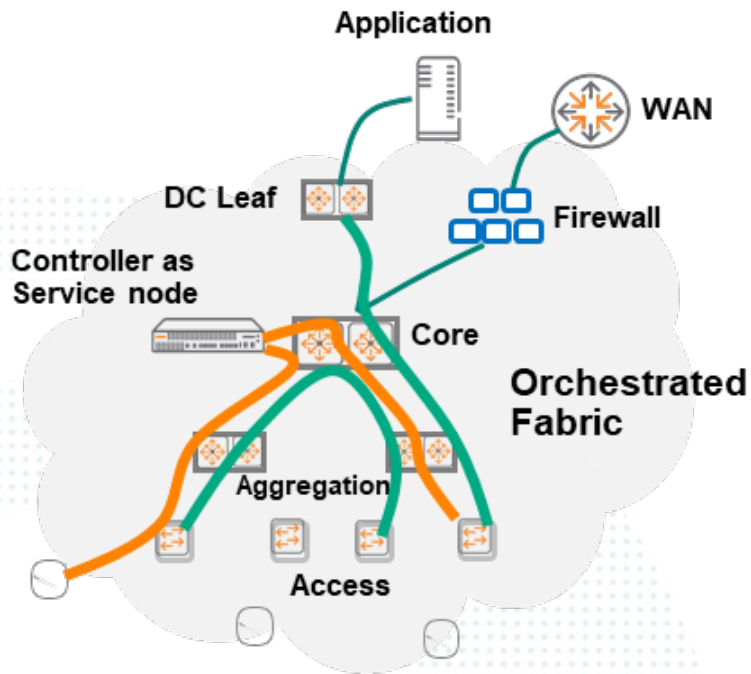 Application
WAN
DC Leaf
Firewall
Controller as
Service node
Core
Orchestrated
Fabric
Aggregation
Access